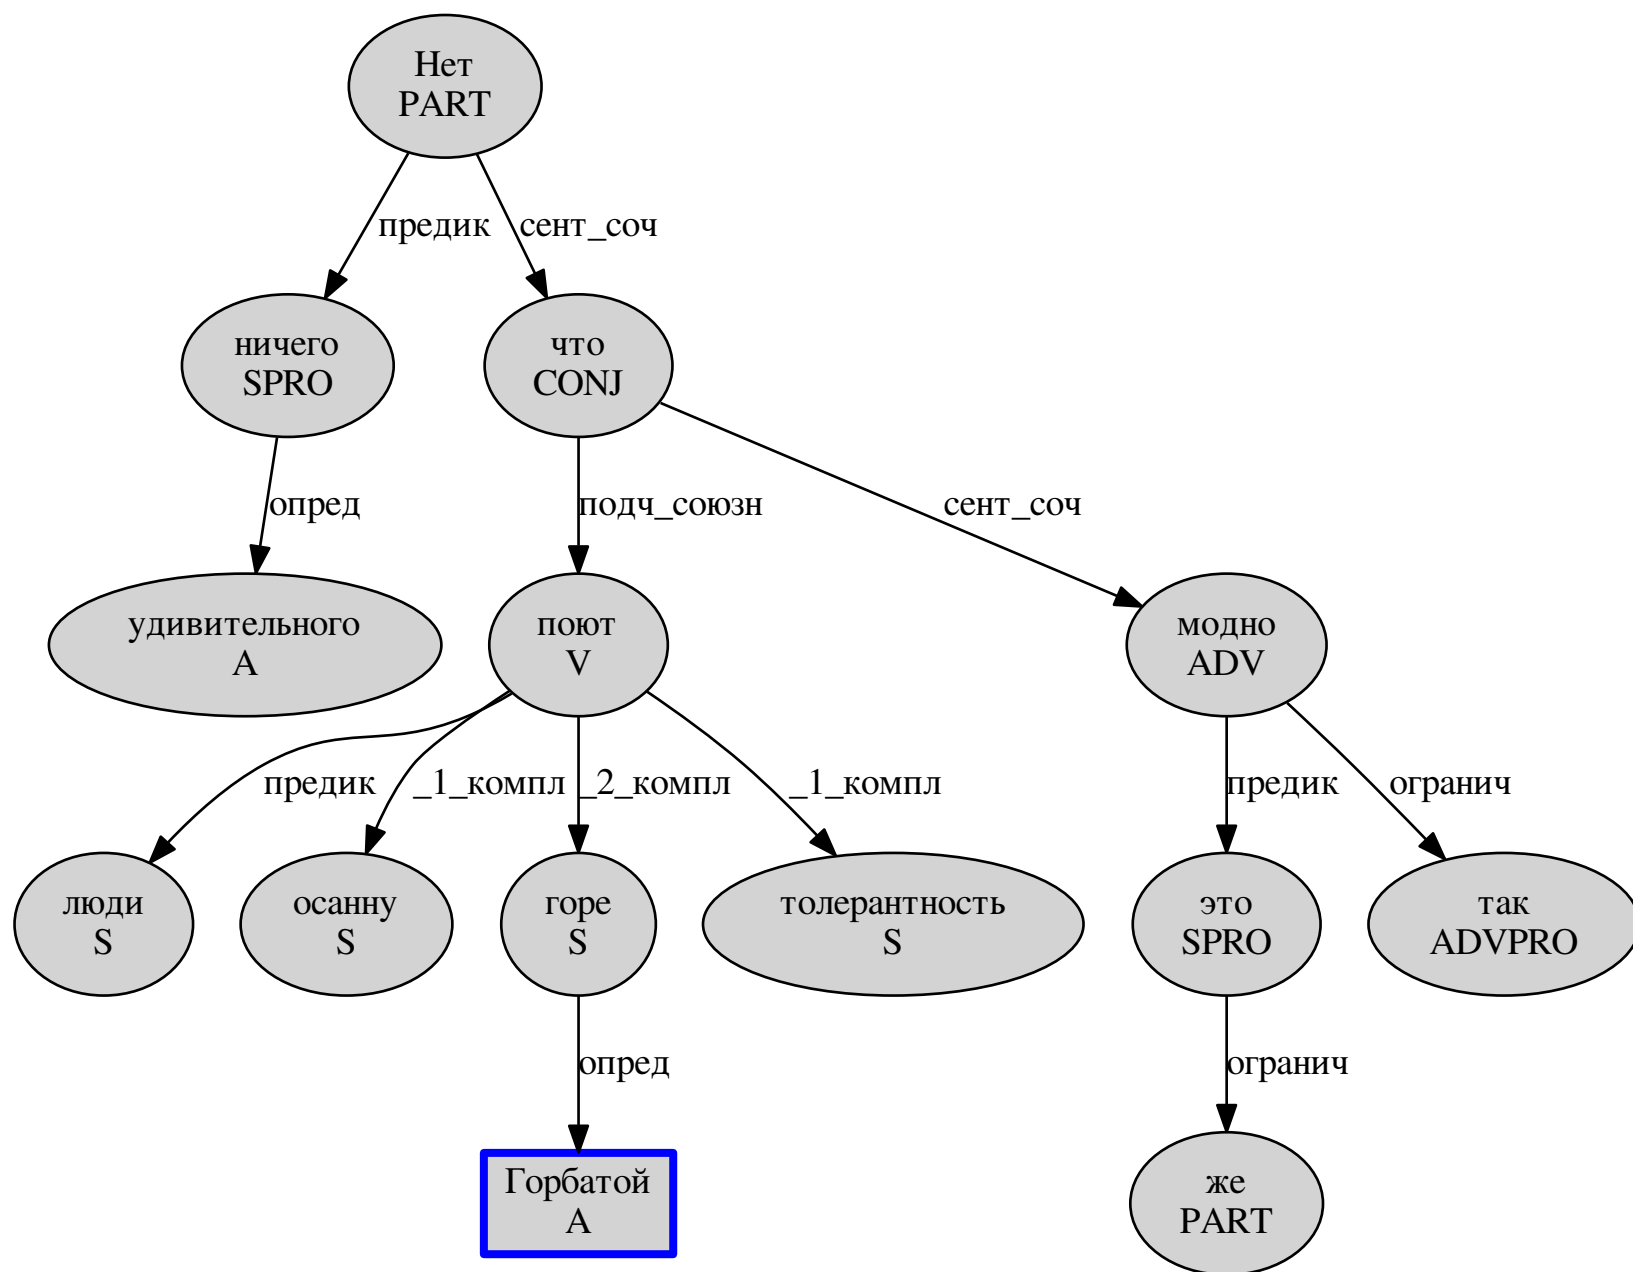 Нет
PART
предик
сент_соч
ничего
SPRO
что
CONJ
опред
подч_союзн
сент_соч
удивительного
A
поют
V
модно
ADV
предик
_1_компл
_2_компл
_1_компл
предик
огранич
люди
S
осанну
S
горе
S
толерантность
S
это
SPRO
так
ADVPRO
опред
огранич
Горбатой
A
же
PART